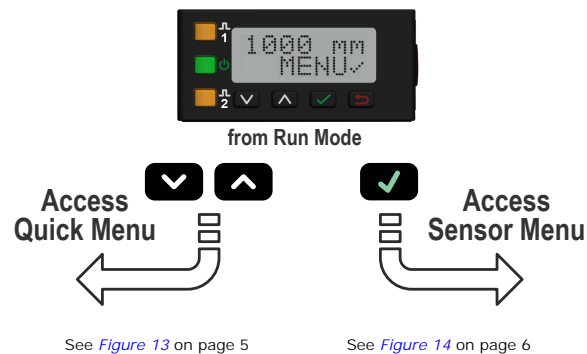 1
1000 mm
MENU✓
2
from Run Mode
Access
Quick Menu
Access
Sensor Menu
See Figure 13 on page 5
See Figure 14 on page 6